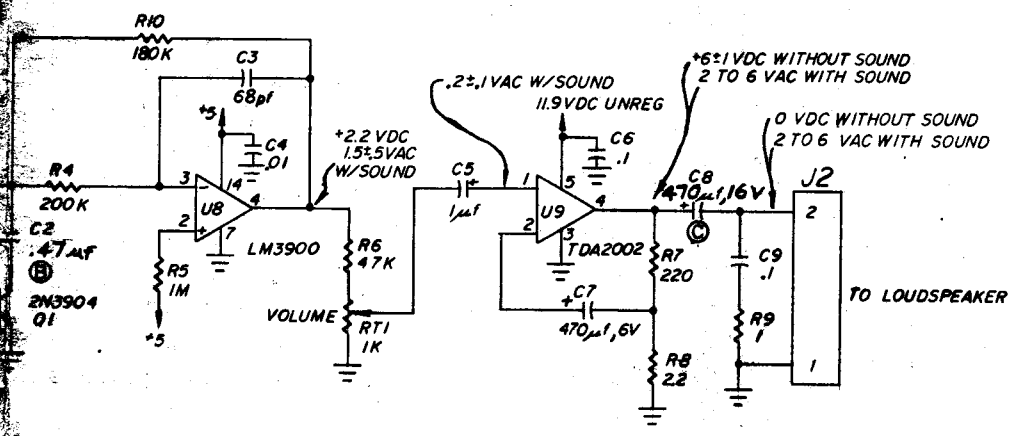 R10
180K
C3
68pf
+5
C4
.01
R4
200K
3
-
14
U8
4
2
+
7
LM3900
C2
.47µf
B
2N3904
Q1
R5
1M
+5
+2.2 VDC
1.5±.5VAC
W/SOUND
R6
47K
VOLUME
RT1
1K
.2±.1 VAC W/SOUND
11.9VDC UNREG
C5
+
1µf
C6
.1
1
5
U9
4
2
3
TDA2002
C7
+
470µf,6V
+6±1 VDC WITHOUT SOUND
2 TO 6 VAC WITH SOUND
C8
470µf,16V
+
C
R7
220
R8
2.2
0 VDC WITHOUT SOUND
2 TO 6 VAC WITH SOUND
C9
.1
R9
1
J2
2
1
TO LOUDSPEAKER